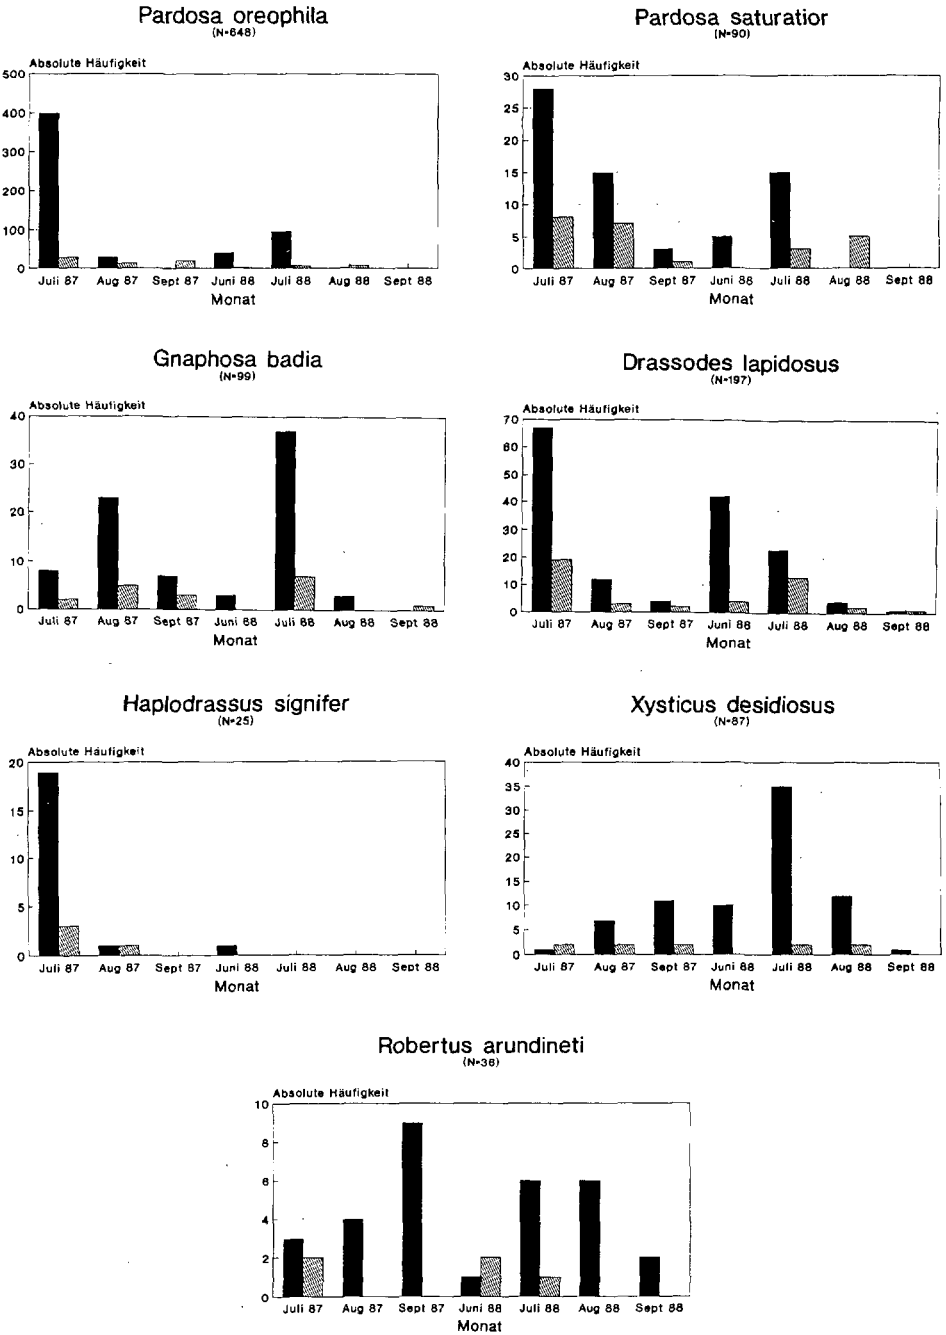 Pardosa oreophila
(N=648)
Absolute Häufigkeit
500
400
300
200
100
0
Juli 87 Aug 87 Sept 87 Juni 88 Juli 88 Aug 88 Sept 88
Monat
Pardosa saturatior
(N=90)
Absolute Häufigkeit
30
25
20
15
10
5
0
Juli 87 Aug 87 Sept 87 Juni 88 Juli 88 Aug 88 Sept 88
Monat
Gnaphosa badia
(N=99)
Absolute Häufigkeit
40
30
20
10
0
Juli 87 Aug 87 Sept 87 Juni 88 Juli 88 Aug 88 Sept 88
Monat
Drassodes lapidosus
(N=197)
Absolute Häufigkeit
70
60
50
40
30
20
10
0
Juli 87 Aug 87 Sept 87 Juni 88 Juli 88 Aug 88 Sept 88
Monat
Haplodrassus signifer
(N=25)
Absolute Häufigkeit
20
15
10
5
0
Juli 87 Aug 87 Sept 87 Juni 88 Juli 88 Aug 88 Sept 88
Monat
Xysticus desidiosus
(N=87)
Absolute Häufigkeit
40
35
30
25
20
15
10
5
0
Juli 87 Aug 87 Sept 87 Juni 88 Juli 88 Aug 88 Sept 88
Monat
Robertus arundineti
(N=36)
Absolute Häufigkeit
10
8
6
4
2
0
Juli 87 Aug 87 Sept 87 Juni 88 Juli 88 Aug 88 Sept 88
Monat